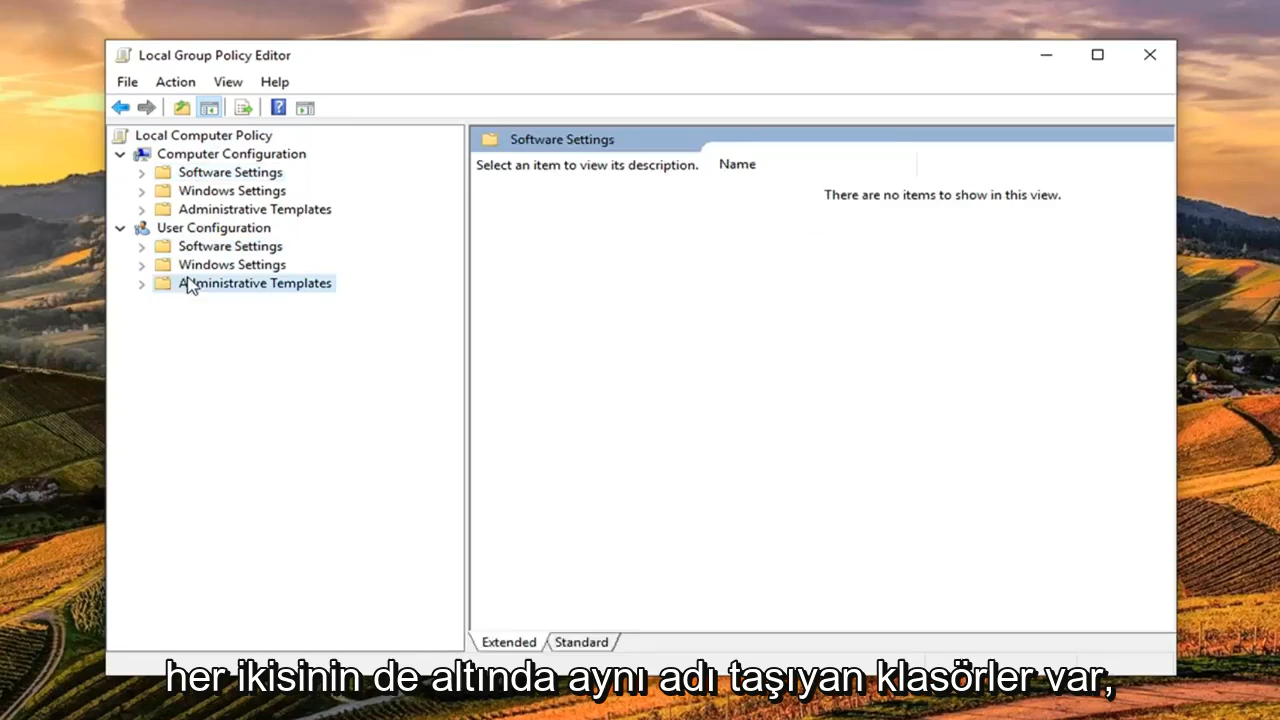 Local Group Policy Editor
File Action View Help
Local Computer Policy
Computer Configuration
Software Settings
Windows Settings
Administrative Templates
User Configuration
Software Settings
Windows Settings
Administrative Templates
Software Settings
Select an item to view its description.
Name
There are no items to show in this view.
Extended Standard
her ikisinin de altında aynı adı taşıyan klasörler var,